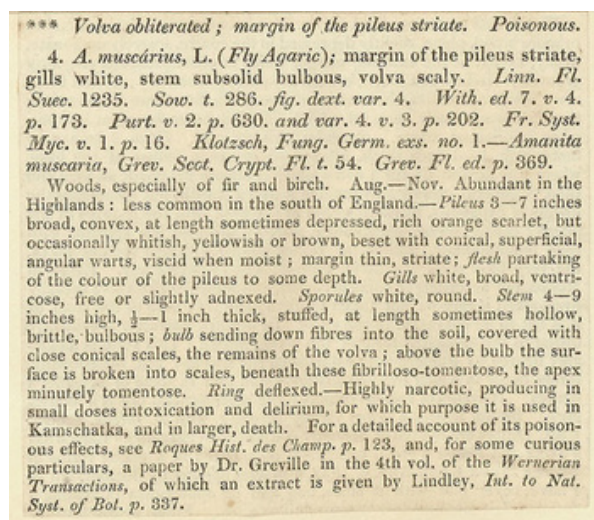 *** Volva obliterated ; margin of the pileus striate. Poisonous.
4. A. muscárius, L. (Fly Agaric); margin of the pileus striate,
gills white, stem subsolid bulbous, volva scaly. Linn. Fl.
Suec. 1235. Sow. t. 286. fig. dext. var. 4. With. ed. 7. v. 4.
p. 173. Purt. v. 2. p. 630. and var. 4. v. 3. p. 202. Fr. Syst.
Myc. v. 1. p. 16. Klotzsch, Fung. Germ. exs. no. 1.—Amanita
muscaria, Grev. Scot. Crypt. Fl. t. 54. Grev. Fl. ed. p. 369.
Woods, especially of fir and birch. Aug.—Nov. Abundant in the
Highlands : less common in the south of England.—Pileus 3—7 inches
broad, convex, at length sometimes depressed, rich orange scarlet, but
occasionally whitish, yellowish or brown, beset with conical, superficial,
angular warts, viscid when moist ; margin thin, striate ; flesh partaking
of the colour of the pileus to some depth. Gills white, broad, ventri-
cose, free or slightly adnexed. Sporules white, round. Stem 4—9
inches high, ½—1 inch thick, stuffed, at length sometimes hollow,
brittle, bulbous ; bulb sending down fibres into the soil, covered with
close conical scales, the remains of the volva ; above the bulb the sur-
face is broken into scales, beneath these fibrilloso-tomentose, the apex
minutely tomentose. Ring deflexed.—Highly narcotic, producing in
small doses intoxication and delirium, for which purpose it is used in
Kamschatka, and in larger, death. For a detailed account of its poison-
ous effects, see Roques Hist. des Champ. p. 123, and, for some curious
particulars, a paper by Dr. Greville in the 4th vol. of the Wernerian
Transactions, of which an extract is given by Lindley, Int. to Nat.
Syst. of Bot. p. 337.